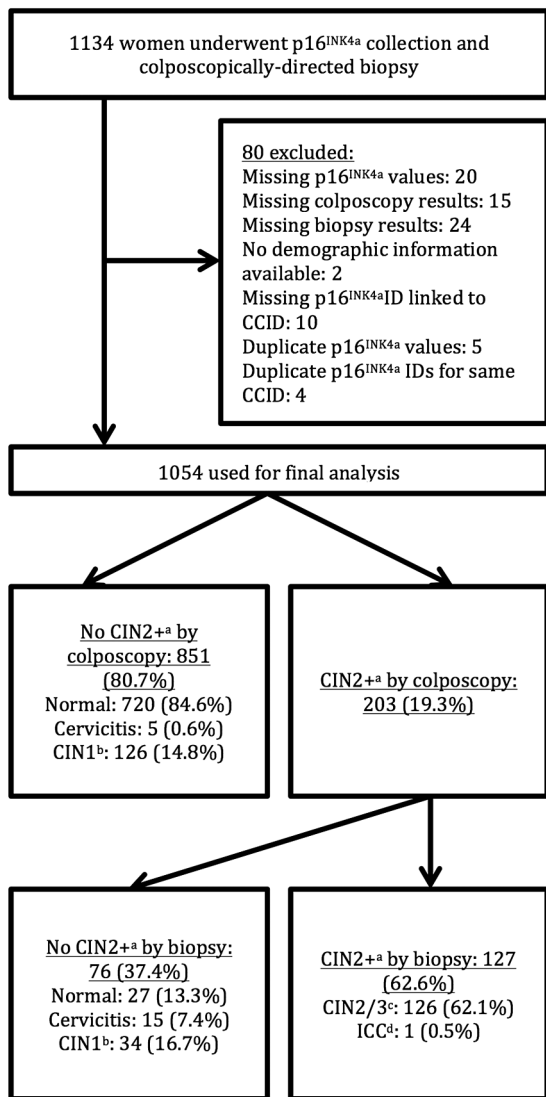 1134 women underwent p16INK4a collection and
colposcopically-directed biopsy
80 excluded:
Missing p16INK4a values: 20
Missing colposcopy results: 15
Missing biopsy results: 24
No demographic information
available: 2
Missing p16INK4aID linked to
CCID: 10
Duplicate p16INK4a values: 5
Duplicate p16INK4a IDs for same
CCID: 4
1054 used for final analysis
No CIN2+a by
colposcopy: 851
(80.7%)
Normal: 720 (84.6%)
Cervicitis: 5 (0.6%)
CIN1b: 126 (14.8%)
CIN2+a by colposcopy:
203 (19.3%)
No CIN2+a by biopsy:
76 (37.4%)
Normal: 27 (13.3%)
Cervicitis: 15 (7.4%)
CIN1b: 34 (16.7%)
CIN2+a by biopsy: 127
(62.6%)
CIN2/3c: 126 (62.1%)
ICCd: 1 (0.5%)